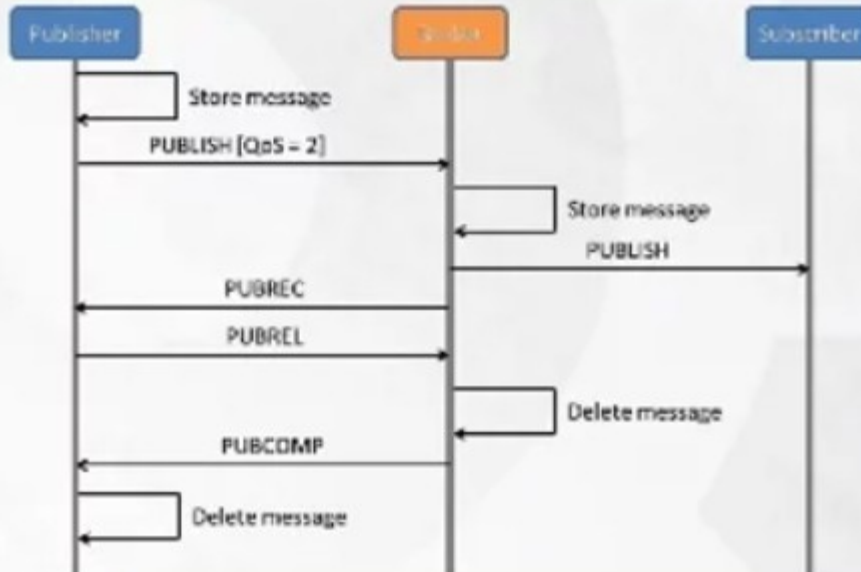 Publisher
Subscriber
Store message
PUBLISH [QoS = 2]
Store message
PUBLISH
PUBREC
PUBREL
Delete message
PUBCOMP
Delete message